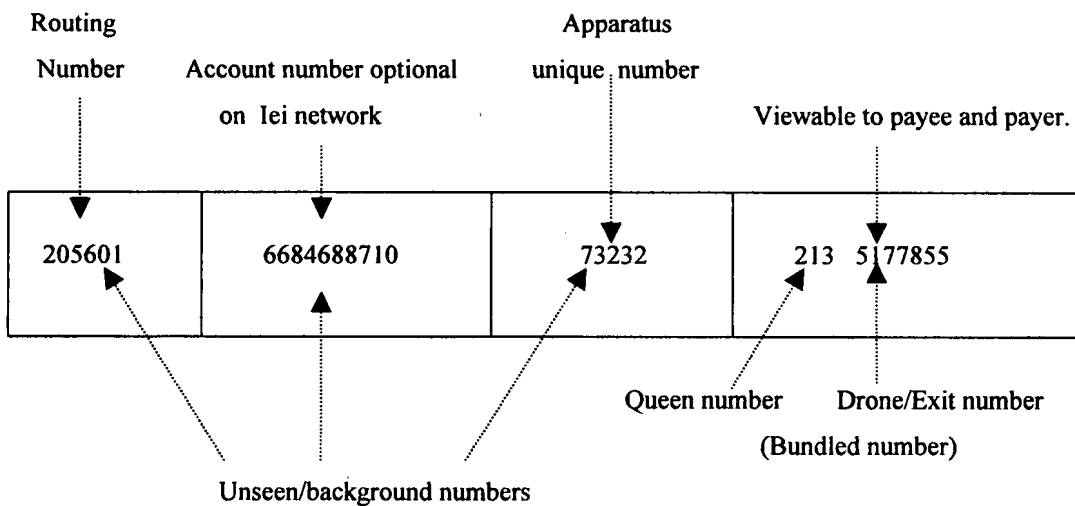 Routing
Number
Account number optional
on Iei network
Apparatus
unique number
Viewable to payee and payer.
205601
6684688710
73232
213 5177855
Queen number
Drone/Exit number
(Bundled number)
Unseen/background numbers